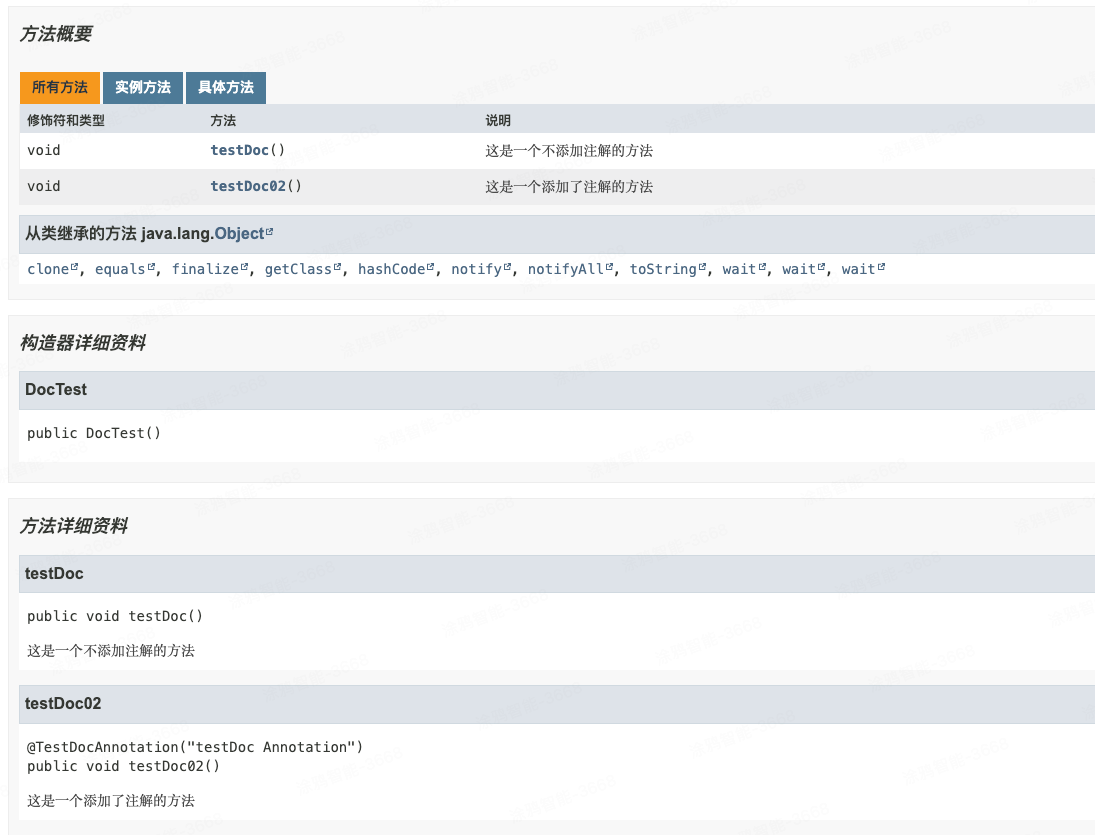 方法概要
所有方法 实例方法 具体方法
修饰符和类型 方法 说明
void testDoc() 这是一个不添加注解的方法
void testDoc02() 这是一个添加了注解的方法
从类继承的方法 java.lang.Object
clone, equals, finalize, getClass, hashCode, notify, notifyAll, toString, wait, wait, wait
构造器详细资料
DocTest
public DocTest()
方法详细资料
testDoc
public void testDoc()
这是一个不添加注解的方法
testDoc02
@TestDocAnnotation("testDoc Annotation")
public void testDoc02()
这是一个添加了注解的方法